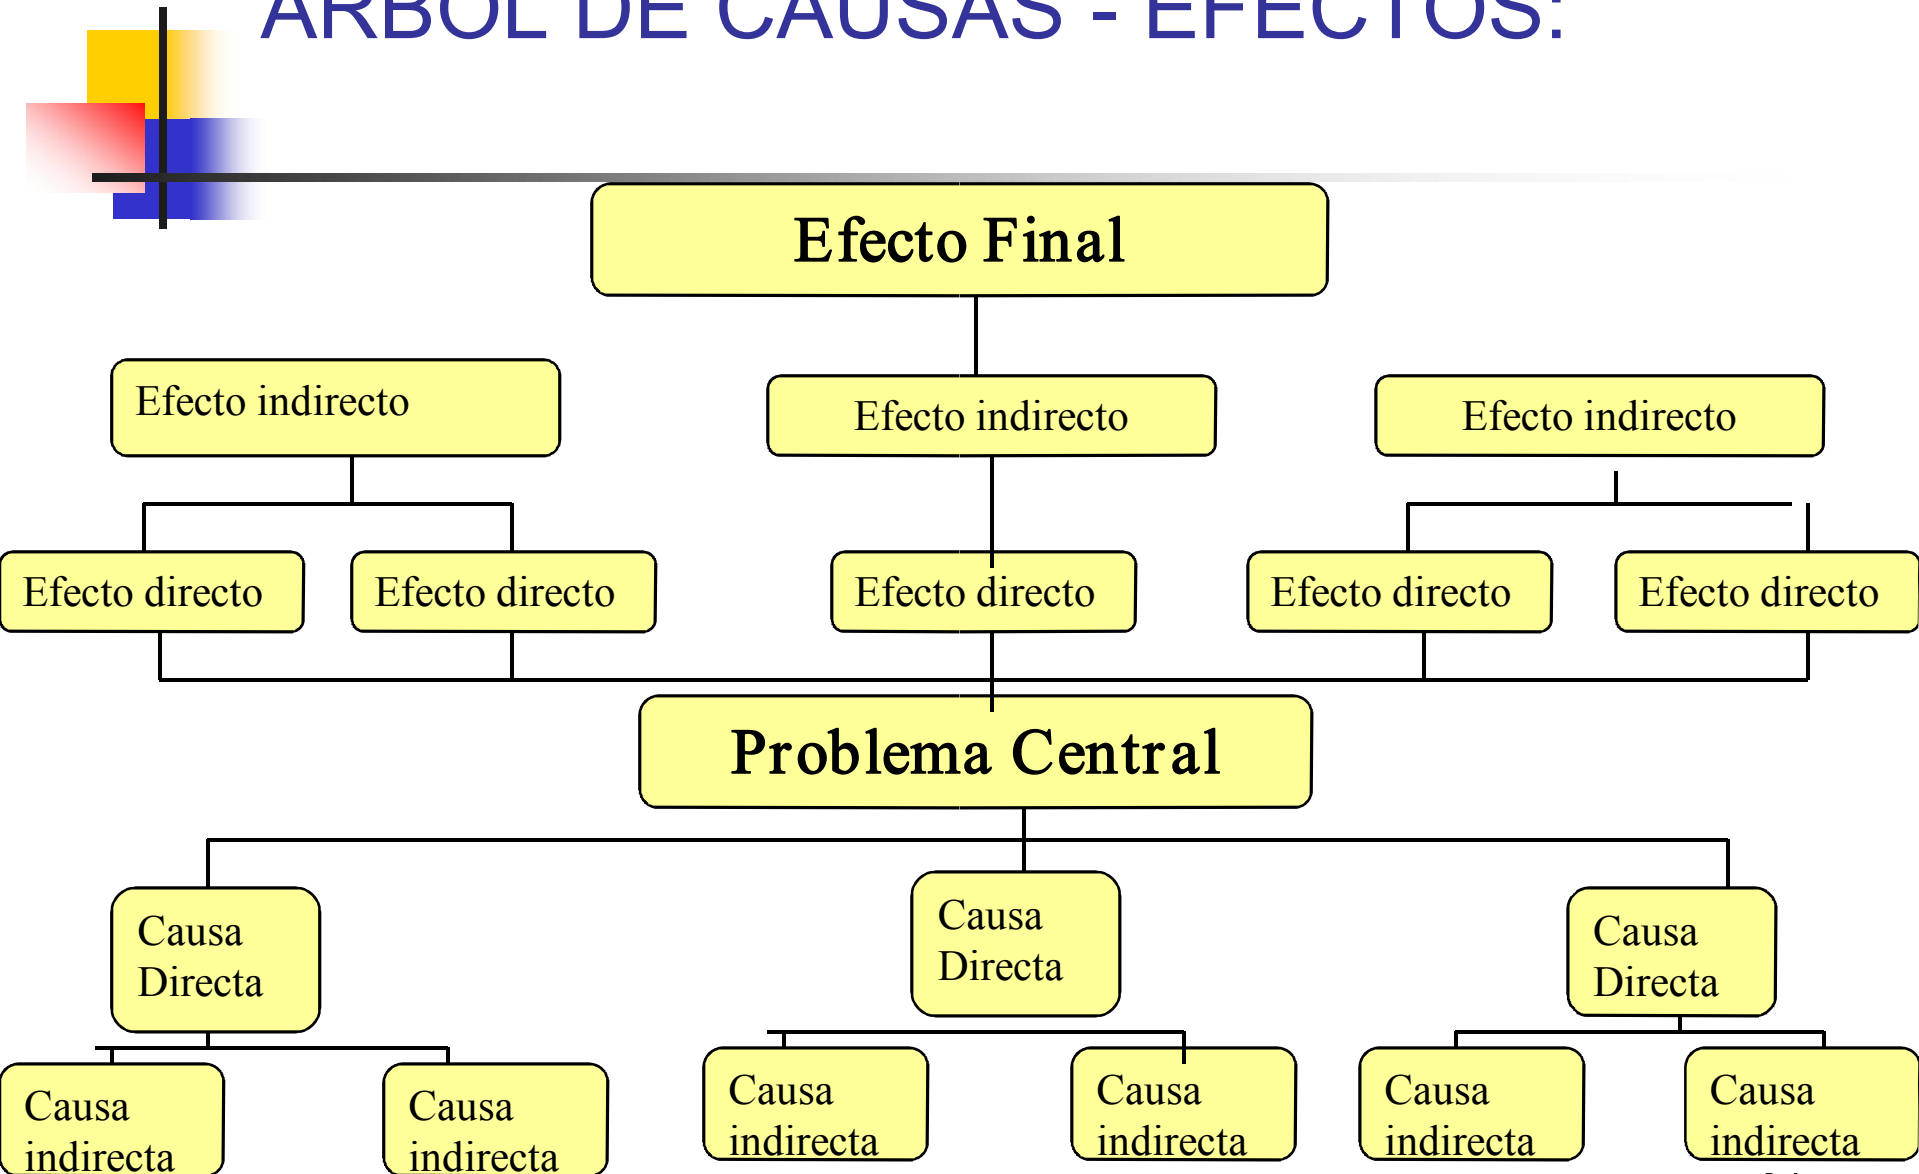 ARBOL DE CAUSAS - EFECTOS:
Efecto Final
Efecto indirecto
Efecto indirecto
Efecto indirecto
Efecto directo
Efecto directo
Efecto directo
Efecto directo
Efecto directo
Problema Central
Causa
Directa
Causa
Directa
Causa
Directa
Causa
indirecta
Causa
indirecta
Causa
indirecta
Causa
indirecta
Causa
indirecta
Causa
indirecta